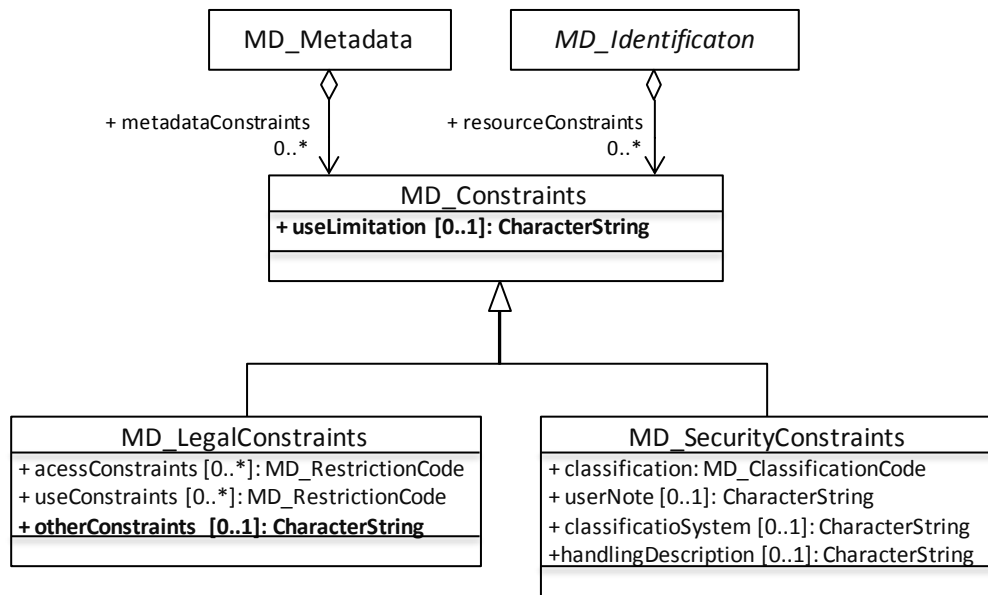 MD_Metadata
MD_Identificaton
+ metadataConstraints
0..*
+ resourceConstraints
0..*
MD_Constraints
+ useLimitation [0..1]: CharacterString
MD_LegalConstraints
+ acessConstraints [0..*]: MD_RestrictionCode
+ useConstraints [0..*]: MD_RestrictionCode
+ otherConstraints [0..1]: CharacterString
MD_SecurityConstraints
+ classification: MD_ClassificationCode
+ userNote [0..1]: CharacterString
+ classificatioSystem [0..1]: CharacterString
+handlingDescription [0..1]: CharacterString